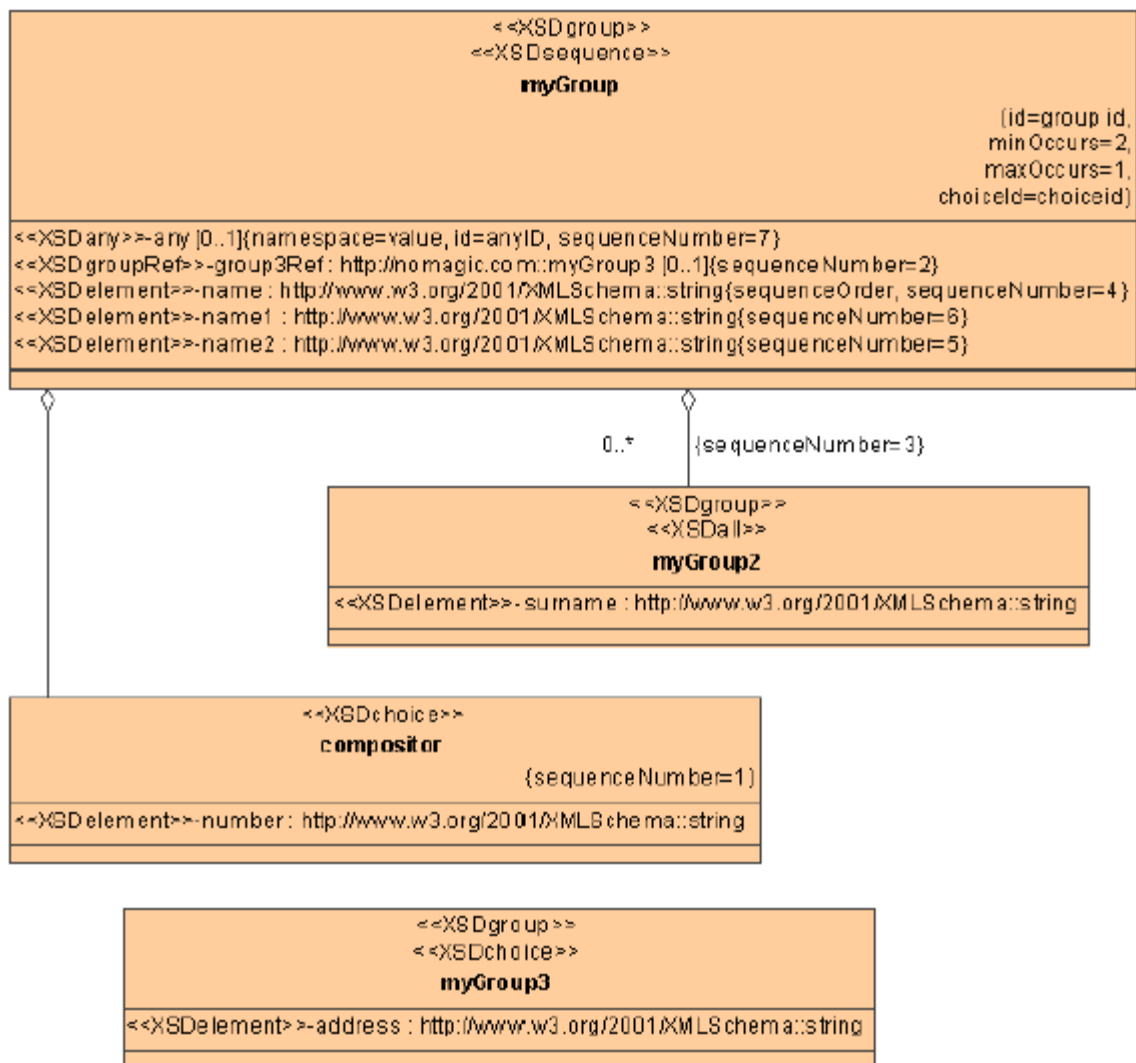 <<XSDgroup>>
<<XSDsequence>>
myGroup
{id=group id,
minOccurs=2,
maxOccurs=1,
choiceId=choiceid}
<<XSDany>>-any [0..1]{namespace=value, id=anyID, sequenceNumber=7}
<<XSDgroupRef>>-group3Ref : http://nomagic.com::myGroup3 [0..1]{sequenceNumber=2}
<<XSDelement>>-name : http://www.w3.org/2001/XMLSchema::string{sequenceOrder, sequenceNumber=4}
<<XSDelement>>-name1 : http://www.w3.org/2001/XMLSchema::string{sequenceNumber=6}
<<XSDelement>>-name2 : http://www.w3.org/2001/XMLSchema::string{sequenceNumber=5}
0..* {sequenceNumber=3}
<<XSDgroup>>
<<XSDall>>
myGroup2
<<XSDelement>>-surname : http://www.w3.org/2001/XMLSchema::string
<<XSDchoice>>
compositor
{sequenceNumber=1}
<<XSDelement>>-number : http://www.w3.org/2001/XMLSchema::string
<<XSDgroup>>
<<XSDchoice>>
myGroup3
<<XSDelement>>-address : http://www.w3.org/2001/XMLSchema::string